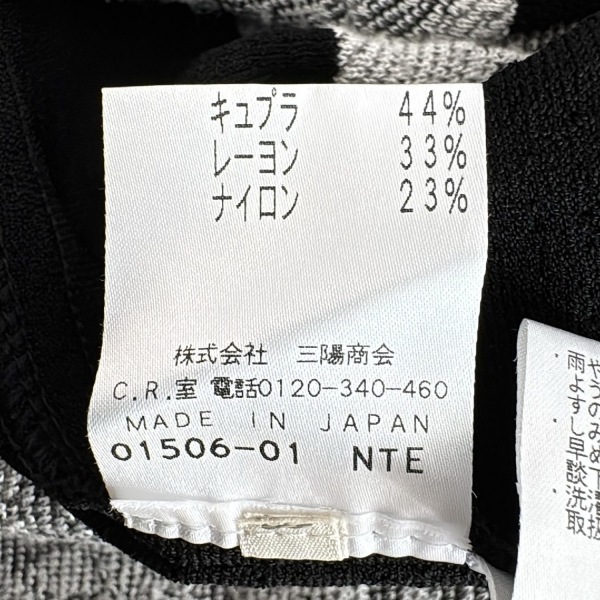 キュプラ 44%
レーヨン 33%
ナイロン 23%
株式会社 三陽商会
C.R.室 電話0120-340-460
MADE IN JAPAN
01506-01 NTE